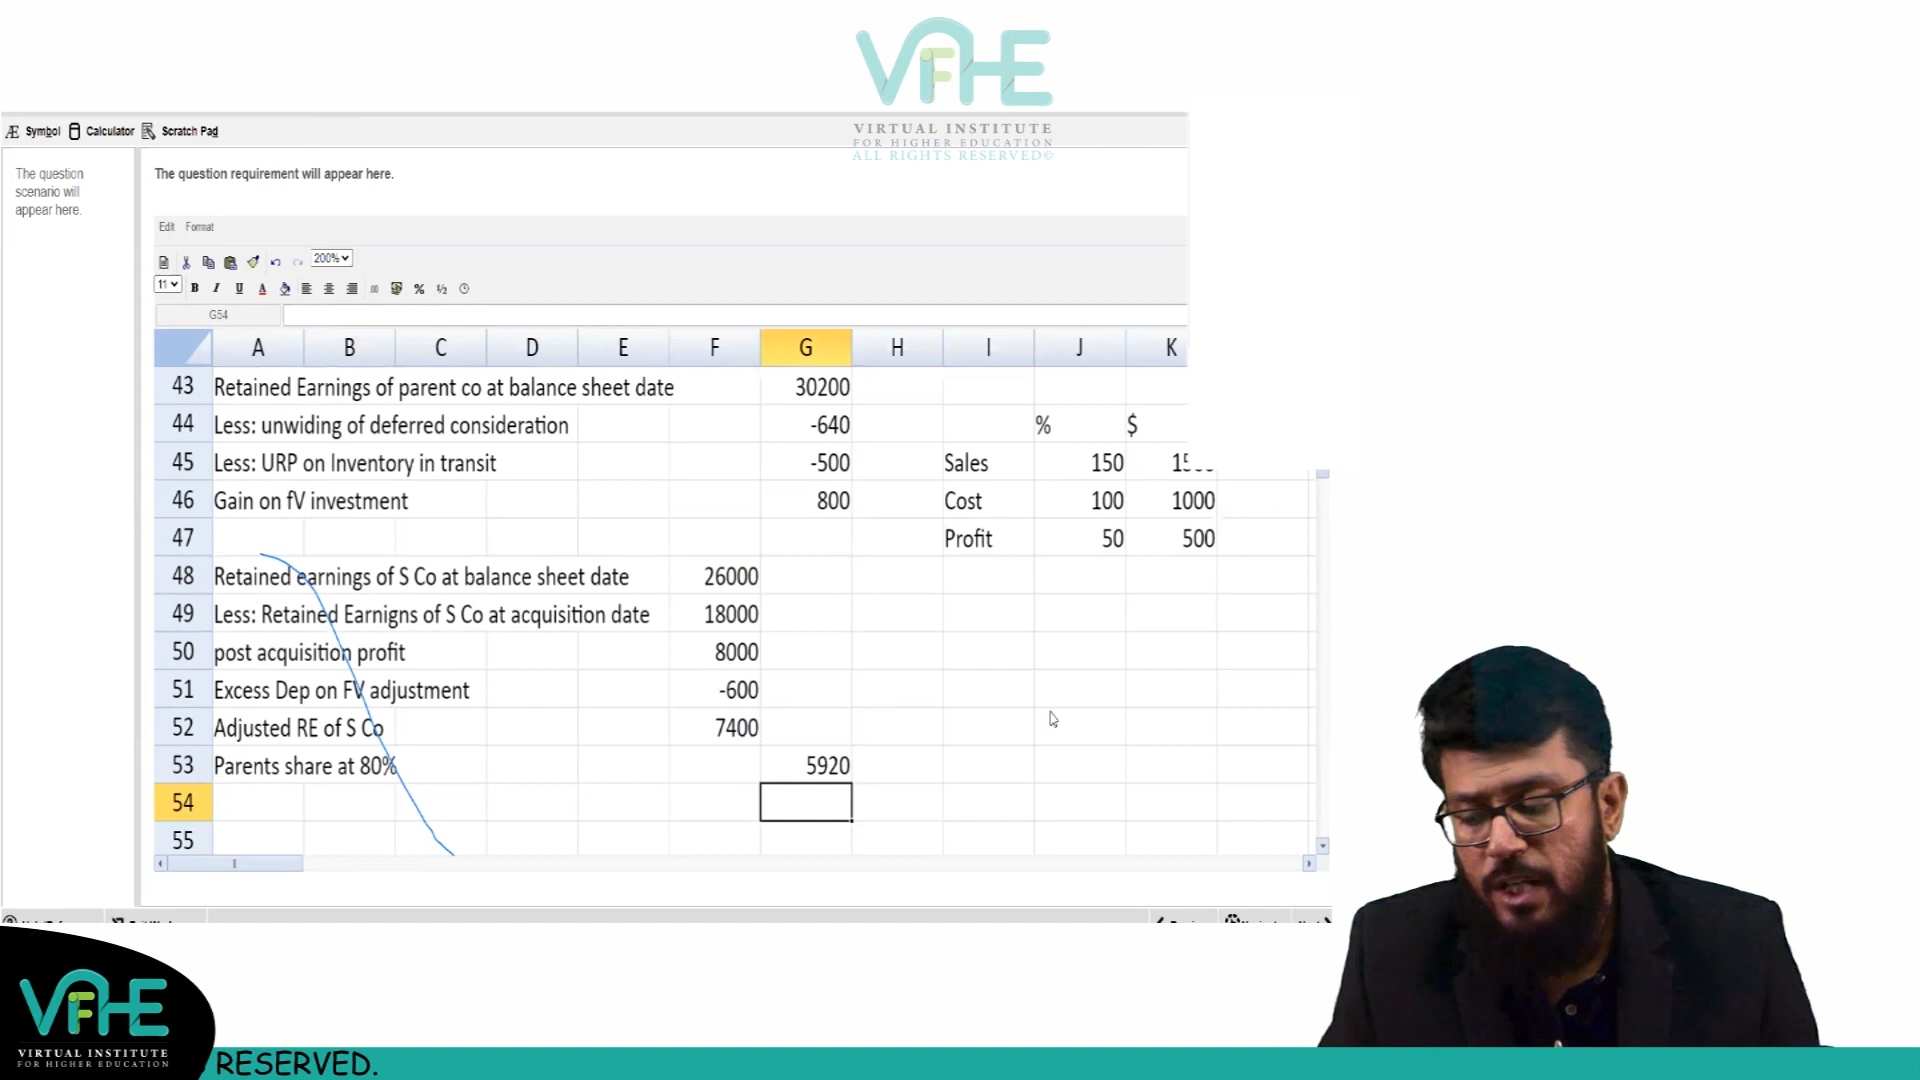 VFHE
VIRTUAL INSTITUTE
FOR HIGHER EDUCATION
ALL RIGHTS RESERVED©
Æ Symbol Calculator Scratch Pad
The question
scenario will
appear here.
The question requirement will appear here.
Edit Format
200%
11 B I U A % ½
G54
A B C D E F G H I J K
43 Retained Earnings of parent co at balance sheet date 30200
44 Less: unwiding of deferred consideration -640 % $
45 Less: URP on Inventory in transit -500 Sales 150
46 Gain on fV investment 800 Cost 100 1000
47 Profit 50 500
48 Retained earnings of S Co at balance sheet date 26000
49 Less: Retained Earnigns of S Co at acquisition date 18000
50 post acquisition profit 8000
51 Excess Dep on FV adjustment -600
52 Adjusted RE of S Co 7400
53 Parents share at 80% 5920
54
55
VFHE
VIRTUAL INSTITUTE
FOR HIGHER EDUCATION
RESERVED.